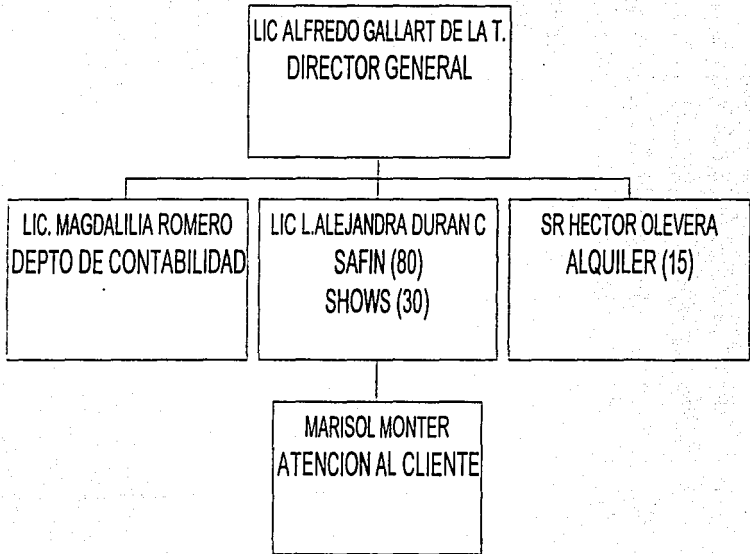 LIC ALFREDO GALLART DE LA T.
DIRECTOR GENERAL
LIC. MAGDALILIA ROMERO
DEPTO DE CONTABILIDAD
LIC L.ALEJANDRA DURAN C
SAFIN (80)
SHOWS (30)
SR HECTOR OLEVERA
ALQUILER (15)
MARISOL MONTER
ATENCION AL CLIENTE